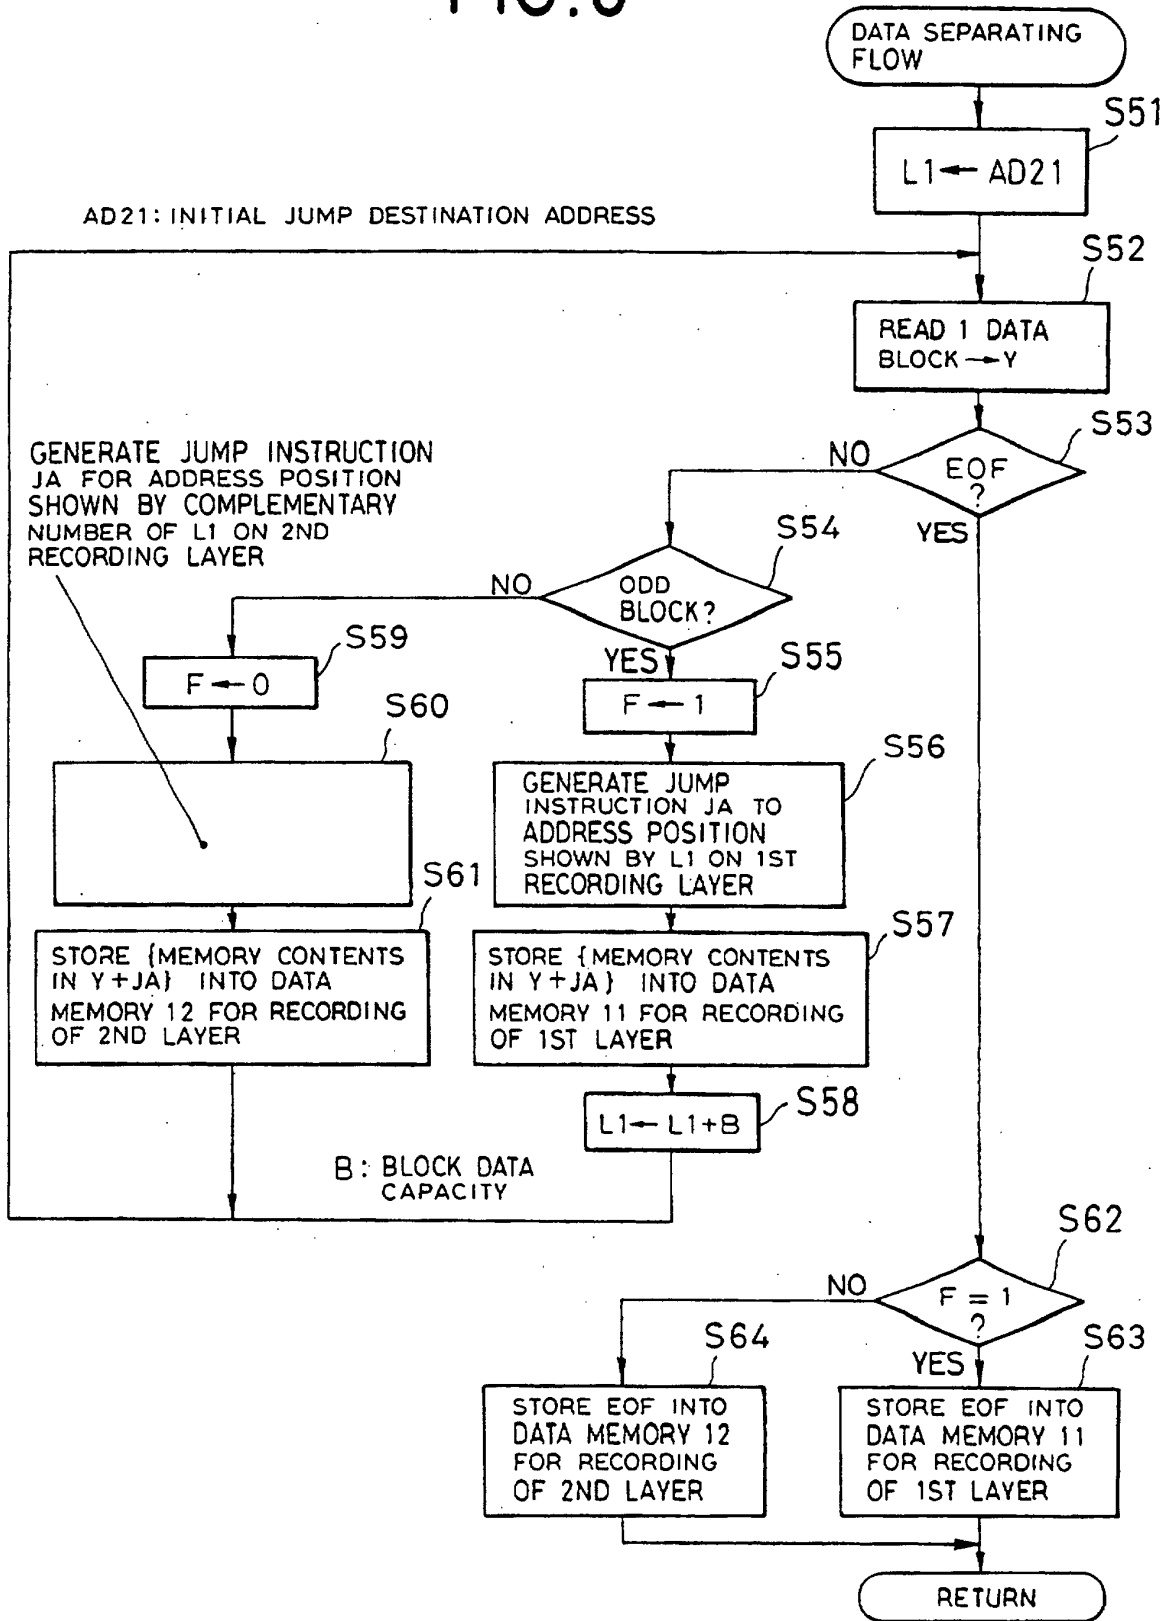 DATA SEPARATING
FLOW
S51
L1← AD21
AD21: INITIAL JUMP DESTINATION ADDRESS
S52
READ 1 DATA
BLOCK→Y
S53
NO
EOF
?
YES
GENERATE JUMP INSTRUCTION
JA FOR ADDRESS POSITION
SHOWN BY COMPLEMENTARY
NUMBER OF L1 ON 2ND
RECORDING LAYER
S54
NO
ODD
BLOCK?
YES
S59
F←0
S55
F←1
S60
S56
GENERATE JUMP
INSTRUCTION JA TO
ADDRESS POSITION
SHOWN BY L1 ON 1ST
RECORDING LAYER
S61
STORE {MEMORY CONTENTS
IN Y+JA} INTO DATA
MEMORY 12 FOR RECORDING
OF 2ND LAYER
S57
STORE {MEMORY CONTENTS
IN Y+JA} INTO DATA
MEMORY 11 FOR RECORDING
OF 1ST LAYER
S58
L1←L1+B
B: BLOCK DATA
CAPACITY
S62
NO
F=1
?
YES
S64
STORE EOF INTO
DATA MEMORY 12
FOR RECORDING
OF 2ND LAYER
S63
STORE EOF INTO
DATA MEMORY 11
FOR RECORDING
OF 1ST LAYER
RETURN